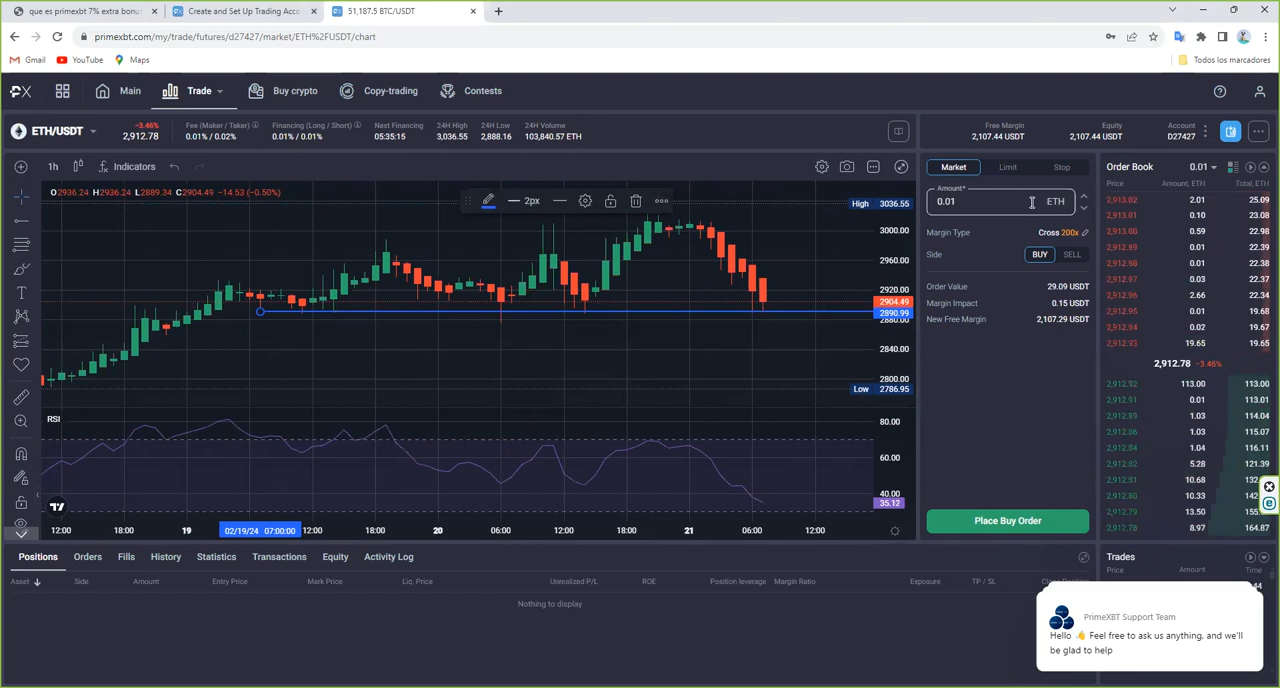 que es primexbt 7% extra bonu
Create and Set Up Trading Acco
51,187.5 BTC/USDT
primexbt.com/my/trade/futures/d27427/market/ETH%2FUSDT/chart
Gmail YouTube Maps
Todos los marcadores
Main Trade Buy crypto Copy-trading Contests
ETH/USDT
-3.46%
2,912.78
Fee (Maker / Taker)
0.01% / 0.02%
Financing (Long / Short)
0.01% / 0.01%
Next Financing
05:35:15
24H High
3,036.55
24H Low
2,888.16
24H Volume
103,840.57 ETH
Free Margin
2,107.44 USDT
Equity
2,107.44 USDT
Account
D27427
1h Indicators
O2936.24 H2936.24 L2889.34 C2904.49 −14.53 (−0.50%)
2px
High 3036.55
3000.00
2960.00
2920.00
2904.49
2890.99
2880.00
2840.00
2800.00
Low 2786.95
RSI
80.00
60.00
40.00
35.12
12:00 18:00 19 02/19/24 07:00:00 12:00 18:00 20 06:00 18:00 21 06:00 12:00
Market Limit Stop
Amount*
0.01 ETH
Margin Type Cross 200x
Side BUY SELL
Order Value 29.09 USDT
Margin Impact 0.15 USDT
New Free Margin 2,107.29 USDT
Place Buy Order
Order Book 0.01
Price Amount, ETH Total, ETH
2,913.02 2.01 25.09
2,913.01 0.10 23.08
2,913.00 0.59 22.98
2,912.99 0.01 22.39
2,912.98 0.01 22.38
2,912.97 0.03 22.37
2,912.96 2.66 22.34
2,912.95 0.01 19.68
2,912.94 0.02 19.67
2,912.93 19.65 19.65
2,912.78 -3.46%
2,912.92 113.00 113.00
2,912.91 0.01 113.01
2,912.89 1.03 114.04
2,912.86 1.03 115.07
2,912.84 1.04 116.11
2,912.82 5.28 121.39
2,912.81 10.68 132.
2,912.80 10.33 142.
2,912.79 13.50 155.
2,912.78 8.97 164.87
Positions Orders Fills History Statistics Transactions Equity Activity Log
Asset Side Amount Entry Price Mark Price Liq. Price Unrealized P/L ROE Position leverage Margin Ratio Exposure TP / SL
Nothing to display
Trades
Price Amount Time
PrimeXBT Support Team
Hello 👋 Feel free to ask us anything, and we'll
be glad to help